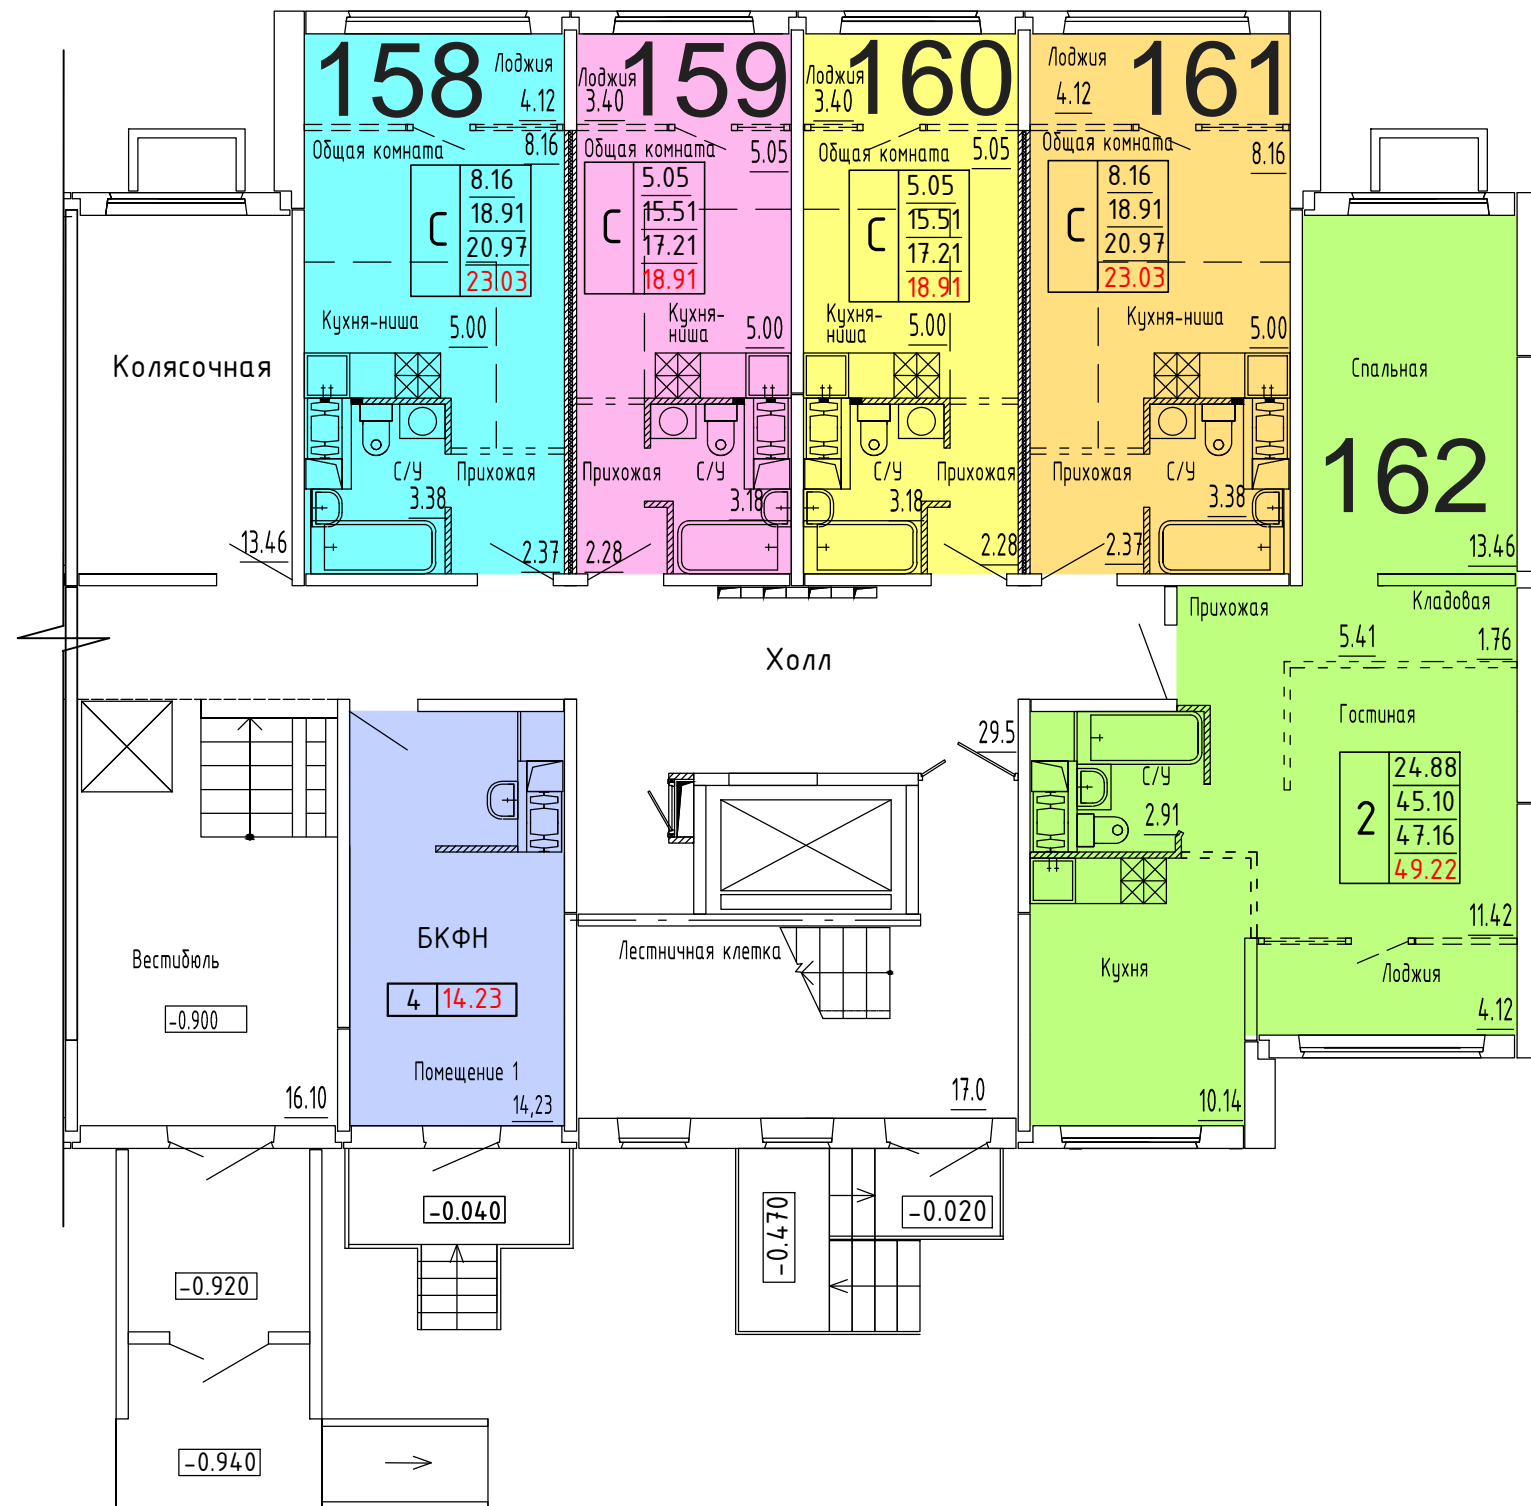 158
Лоджия
4.12
8.16
Общая комната
С
8.16
18.91
20.97
23.03
Кухня-ниша
5.00
С/У
3.38
Прихожая
2.37
159
Лоджия
3.40
Общая комната
5.05
С
5.05
15.51
17.21
18.91
Кухня-
ниша
5.00
Прихожая
С/У
3.18
2.28
160
Лоджия
3.40
Общая комната
5.05
С
5.05
15.51
17.21
18.91
Кухня-
ниша
5.00
С/У
3.18
Прихожая
2.28
161
Лоджия
4.12
Общая комната
8.16
С
8.16
18.91
20.97
23.03
Кухня-ниша
5.00
Прихожая
С/У
3.38
2.37
Колясочная
13.46
Спальная
162
13.46
Прихожая
5.41
Кладовая
1.76
Гостиная
2
24.88
45.10
47.16
49.22
11.42
Лоджия
4.12
С/У
2.91
Кухня
10.14
Холл
29.5
Лестничная клетка
17.0
БКФН
4
14.23
Помещение 1
14,23
Вестибюль
-0.900
16.10
-0.040
-0.470
-0.020
-0.920
-0.940